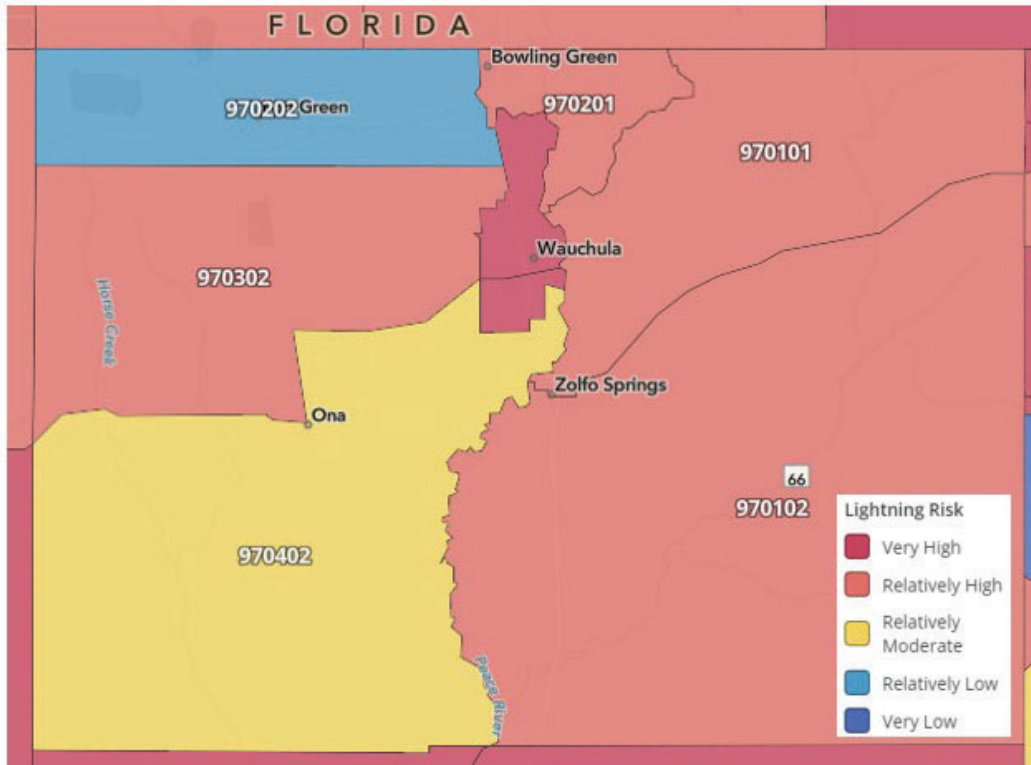 FLORIDA
Bowling Green
970202
Green
970201
970101
Wauchula
970302
Horse Creek
Zolfo Springs
Ona
66
970102
970402
Peace River
Lightning Risk
Very High
Relatively High
Relatively
Moderate
Relatively Low
Very Low